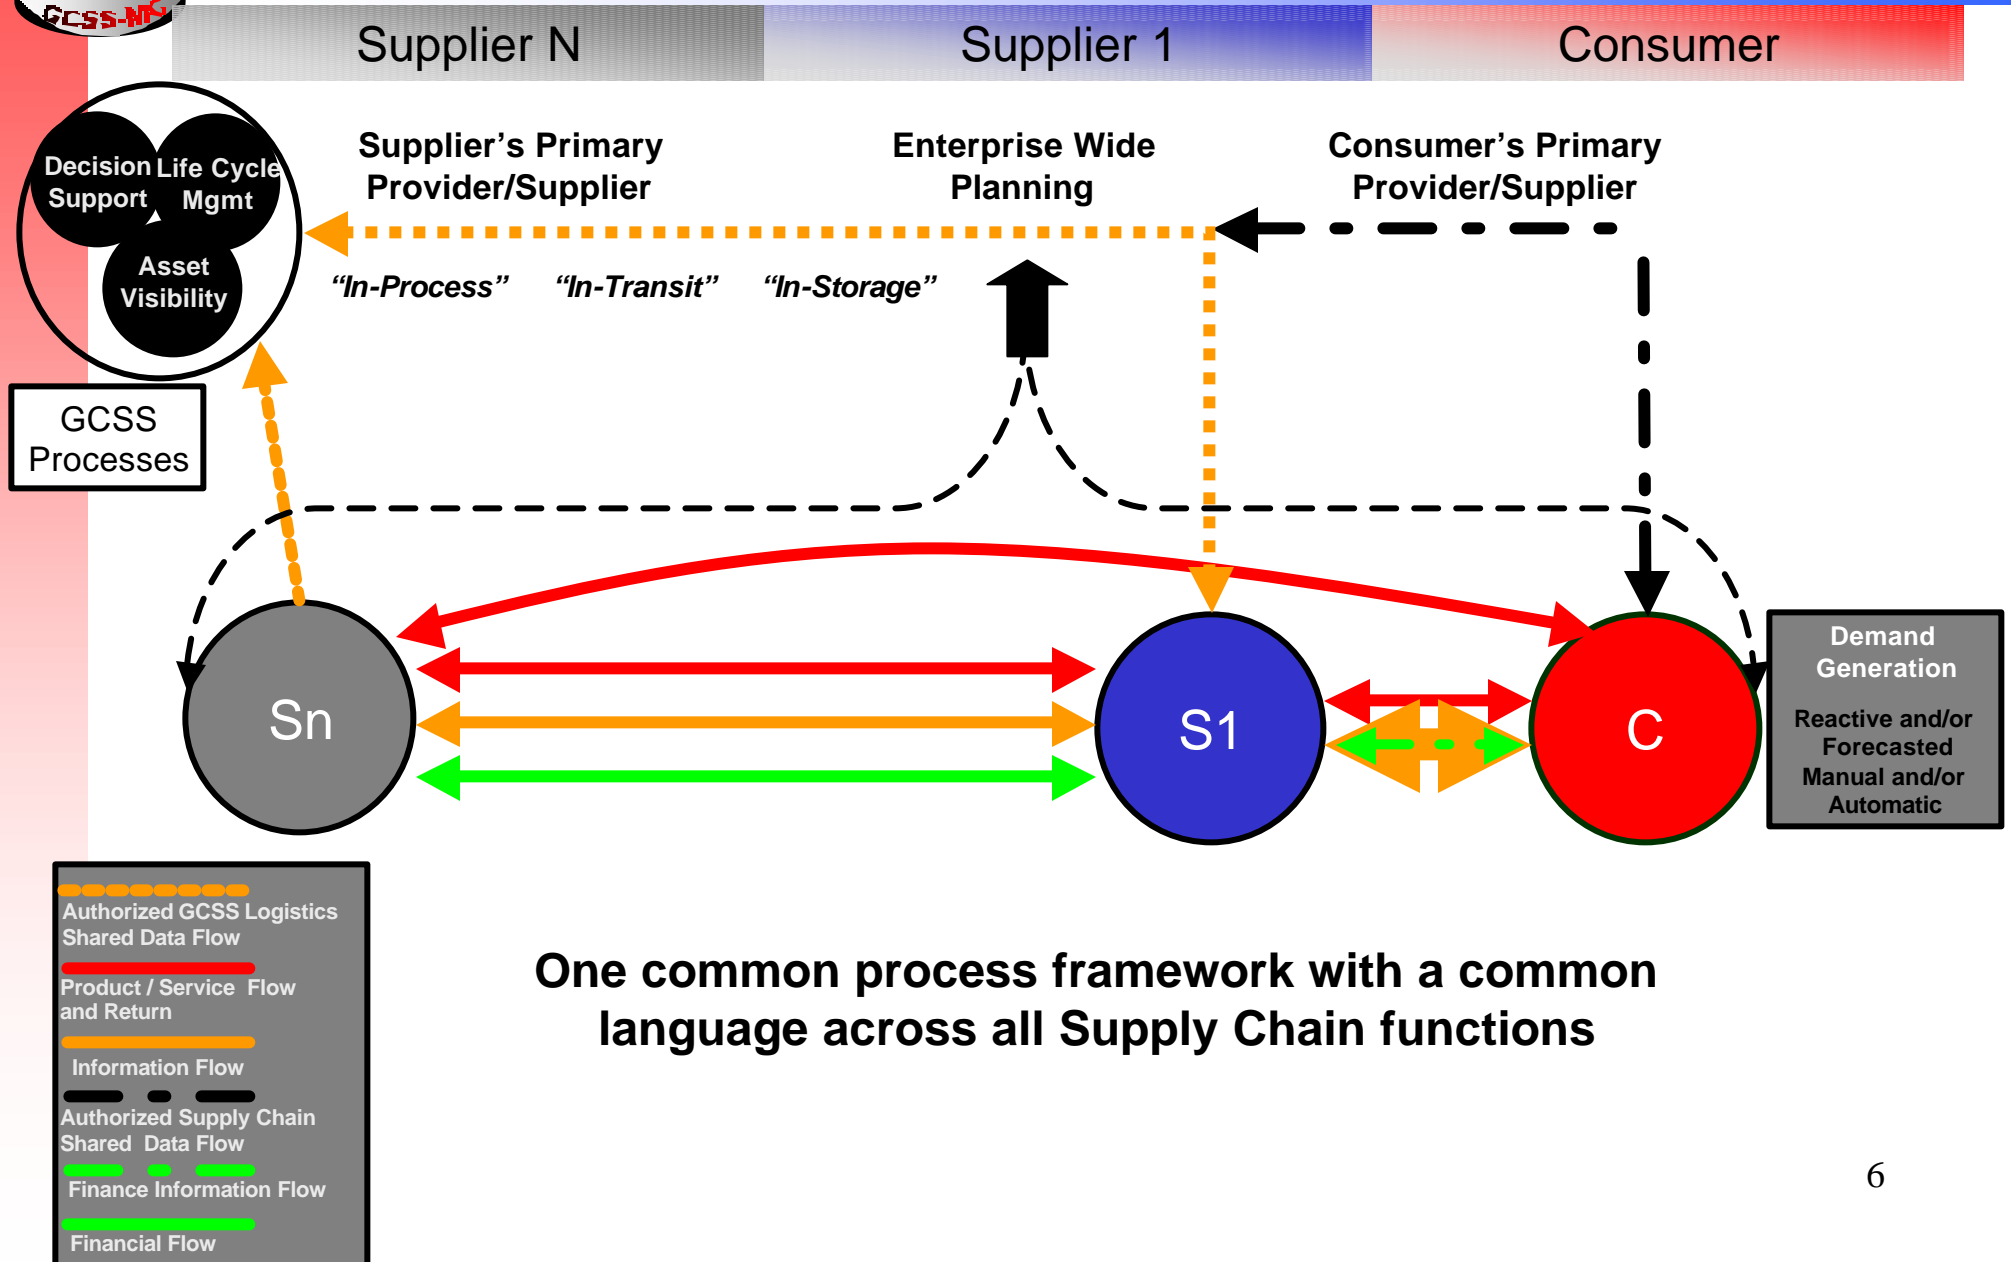 GCSS-MC
Supplier N
Supplier 1
Consumer
Decision
Support
Life Cycle
Mgmt
Asset
Visibility
Supplier’s Primary
Provider/Supplier
Enterprise Wide
Planning
Consumer’s Primary
Provider/Supplier
“In-Process” “In-Transit” “In-Storage”
GCSS
Processes
Sn
S1
C
Demand
Generation
Reactive and/or
Forecasted
Manual and/or
Automatic
Authorized GCSS Logistics
Shared Data Flow
Product / Service Flow
and Return
Information Flow
Authorized Supply Chain
Shared Data Flow
Finance Information Flow
Financial Flow
One common process framework with a common
language across all Supply Chain functions
6